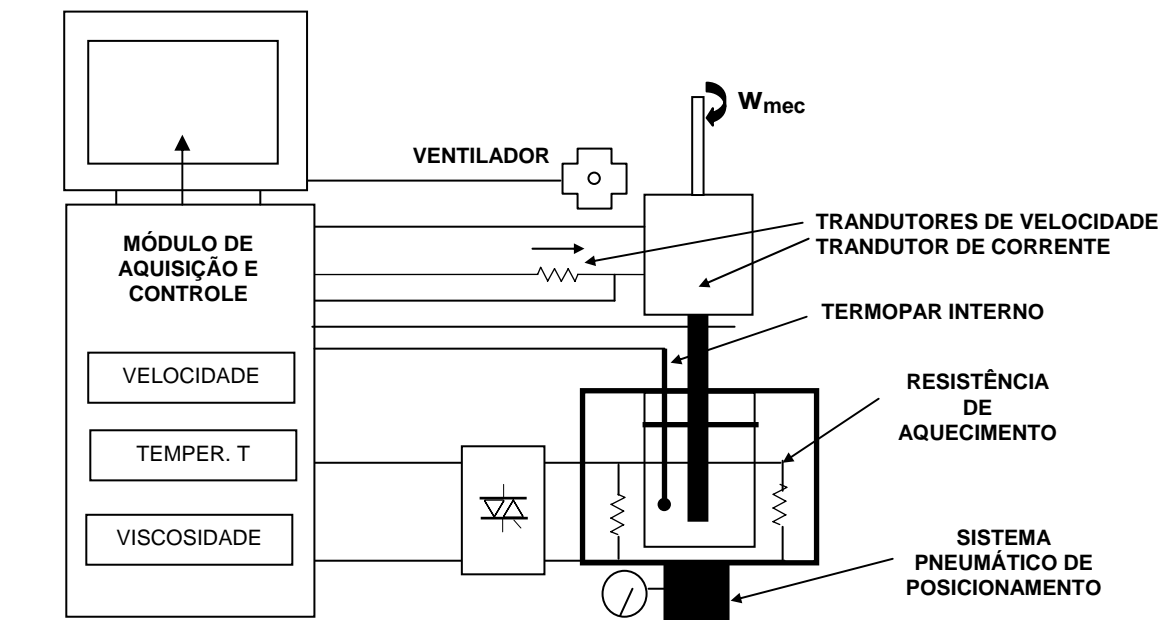 W mec
VENTILADOR
TRANDUTORES DE VELOCIDADE
TRANDUTOR DE CORRENTE
MÓDULO DE
AQUISIÇÃO E
CONTROLE
TERMOPAR INTERNO
VELOCIDADE
RESISTÊNCIA
DE
AQUECIMENTO
TEMPER. T
VISCOSIDADE
SISTEMA
PNEUMÁTICO DE
POSICIONAMENTO